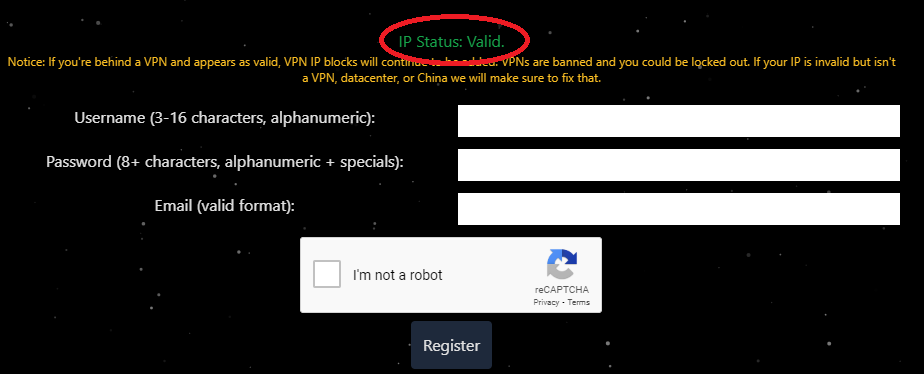 IP Status: Valid.
Notice: If you're behind a VPN and appears as valid, VPN IP blocks will continue to be added. VPNs are banned and you could be locked out. If your IP is invalid but isn't
a VPN, datacenter, or China we will make sure to fix that.
Username (3-16 characters, alphanumeric):
Password (8+ characters, alphanumeric + specials):
Email (valid format):
I'm not a robot
reCAPTCHA
Privacy - Terms
Register